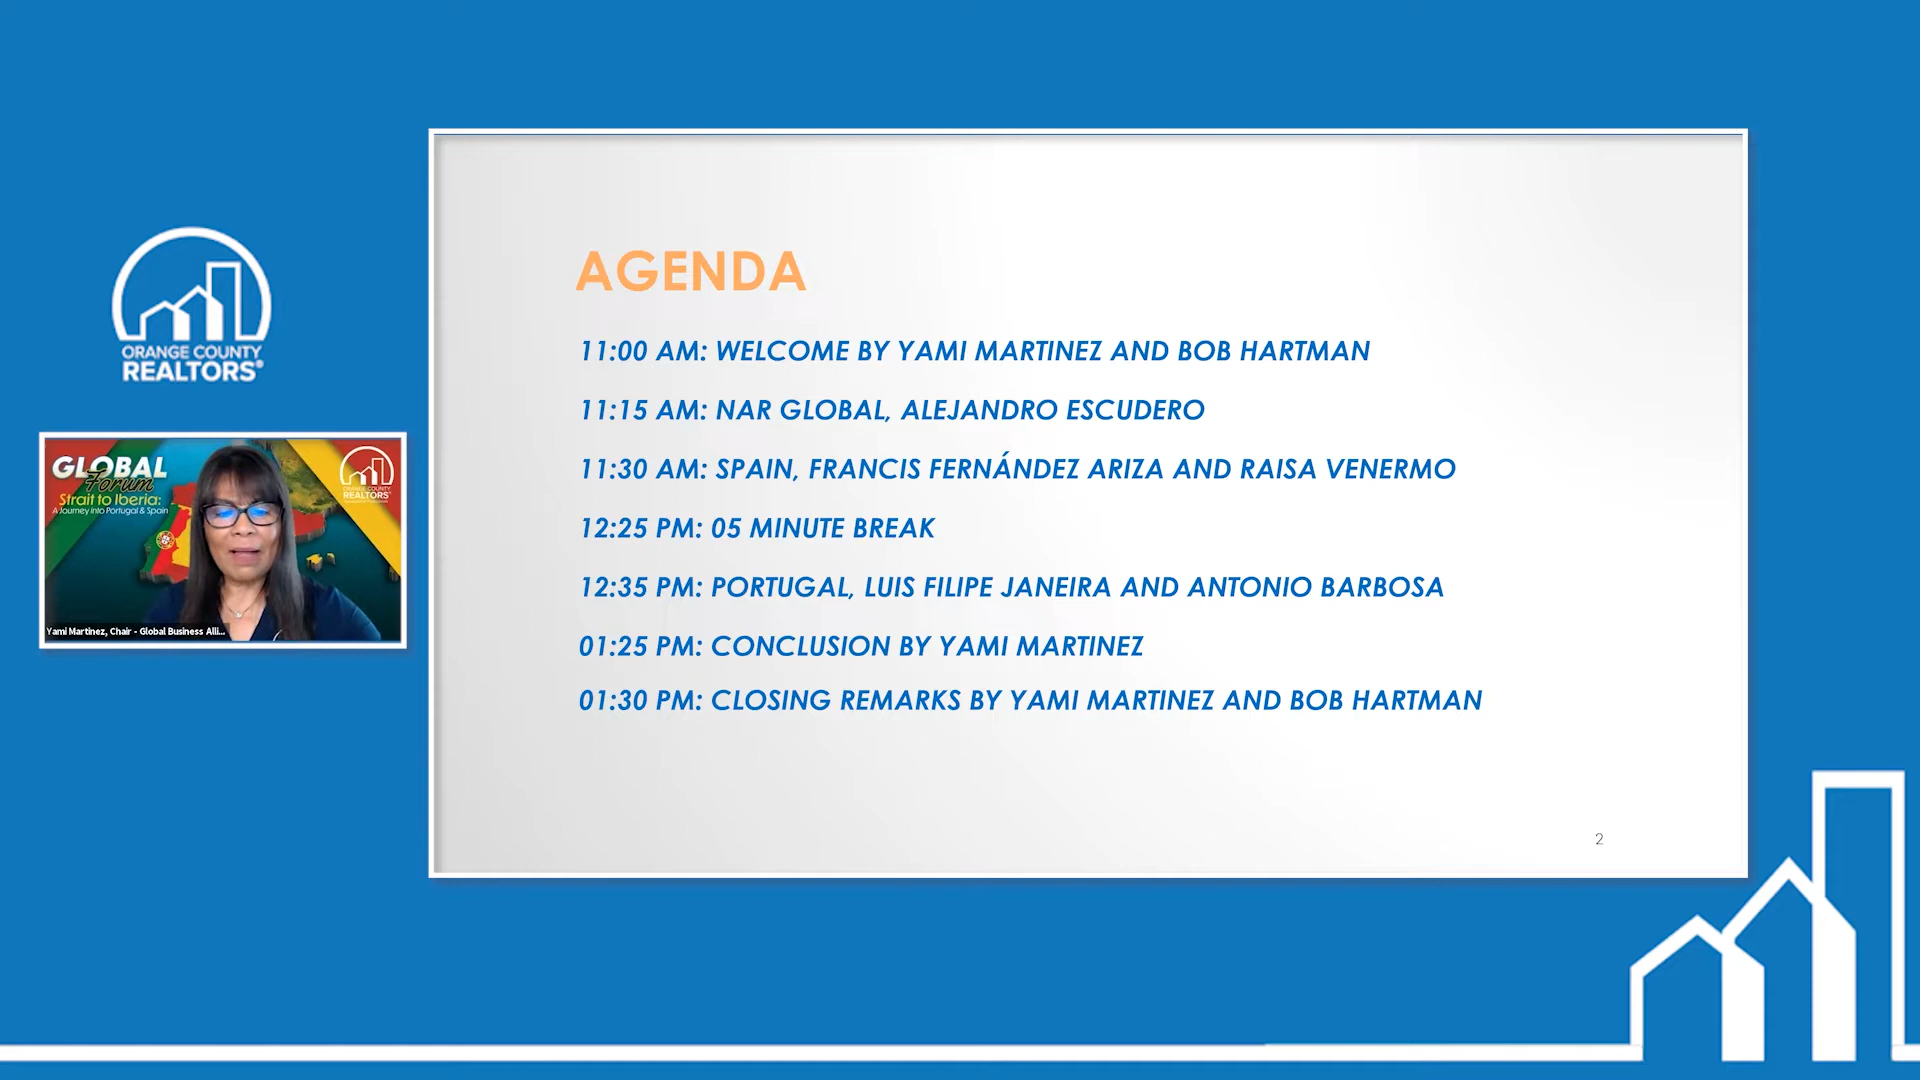 ORANGE COUNTY
REALTORS®
GLOBAL
Forum
Strait to Iberia:
A Journey into Portugal & Spain
ORANGE COUNTY
REALTORS®
Yami Martinez, Chair - Global Business Alli...
AGENDA
11:00 AM: WELCOME BY YAMI MARTINEZ AND BOB HARTMAN
11:15 AM: NAR GLOBAL, ALEJANDRO ESCUDERO
11:30 AM: SPAIN, FRANCIS FERNÁNDEZ ARIZA AND RAISA VENERMO
12:25 PM: 05 MINUTE BREAK
12:35 PM: PORTUGAL, LUIS FILIPE JANEIRA AND ANTONIO BARBOSA
01:25 PM: CONCLUSION BY YAMI MARTINEZ
01:30 PM: CLOSING REMARKS BY YAMI MARTINEZ AND BOB HARTMAN
2